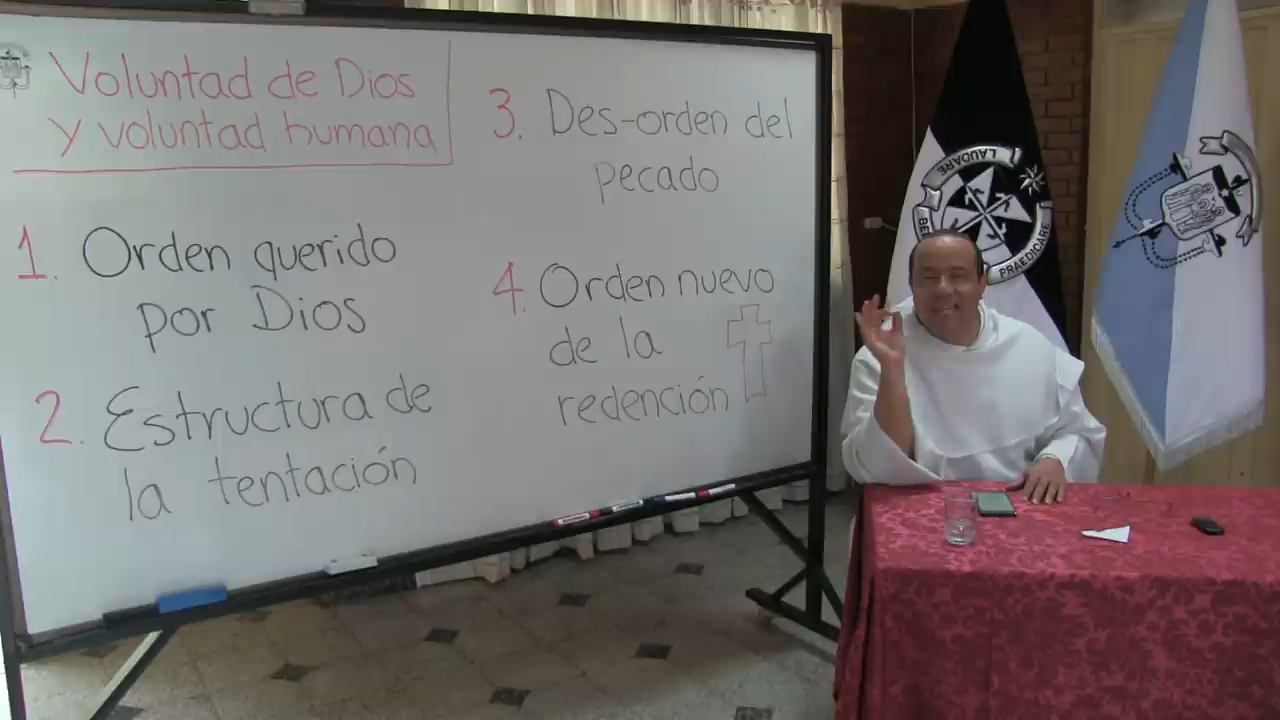 Voluntad de Dios
y voluntad humana
1. Orden querido
por Dios
2. Estructura de
la tentación
3. Des-orden del
pecado
4. Orden nuevo
de la
redención
LAUDARE
BE
PRAEDICARE